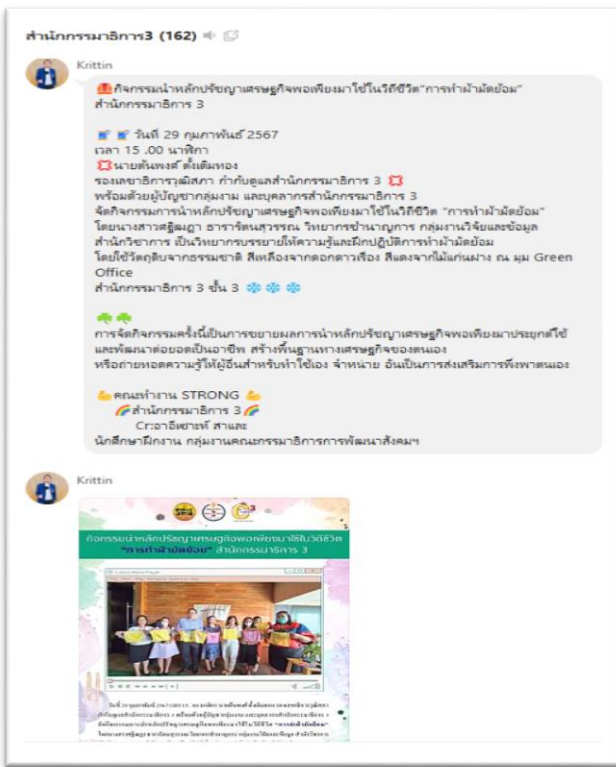 สำนักกรรมาธิการ3 (162)
Krittin
กิจกรรมนำหลักปรัชญาเศรษฐกิจพอเพียงมาใช้ในวิถีชีวิต"การทำผ้ามัดย้อม"
สำนักกรรมาธิการ 3
วันที่ 29 กุมภาพันธ์ 2567
เวลา 15 .00 นาฬิกา
นายตันพงศ์ ตั้งเติมทอง
รองเลขาธิการวุฒิสภา กำกับดูแลสำนักกรรมาธิการ 3
พร้อมด้วยผู้บัญชากลุ่มงาน และบุคลากรสำนักกรรมาธิการ 3
จัดกิจกรรมการนำหลักปรัชญาเศรษฐกิจพอเพียงมาใช้ในวิถีชีวิต "การทำผ้ามัดย้อม"
โดยนางสาวศฐิฒฎา ธารารัตนสุวรรณ วิทยากรชำนาญการ กลุ่มงานวิจัยและข้อมูล
สำนักวิชาการ เป็นวิทยากรบรรยายให้ความรู้และฝึกปฏิบัติการทำผ้ามัดย้อม
โดยใช้วัตถุดิบจากธรรมชาติ สีเหลืองจากดอกดาวเรือง สีแดงจากไม้แก่นฝาง ณ มุม Green
Office
สำนักกรรมาธิการ 3 ชั้น 3
การจัดกิจกรรมครั้งนี้เป็นการขยายผลการนำหลักปรัชญาเศรษฐกิจพอเพียงมาประยุกต์ใช้
และพัฒนาต่อยอดเป็นอาชีพ สร้างพื้นฐานทางเศรษฐกิจของตนเอง
หรือถ่ายทอดความรู้ให้ผู้อื่นสำหรับทำใช้เอง จำหน่าย อันเป็นการส่งเสริมการพึ่งพาตนเอง
คณะทำงาน STRONG
สำนักกรรมาธิการ 3
Cr:อาอีเซาะห์ สาและ
นักศึกษาฝึกงาน กลุ่มงานคณะกรรมาธิการการพัฒนาสังคมฯ
Krittin
กิจกรรมนำหลักปรัชญาเศรษฐกิจพอเพียงมาใช้ในวิถีชีวิต
"การทำผ้ามัดย้อม" สำนักกรรมาธิการ 3